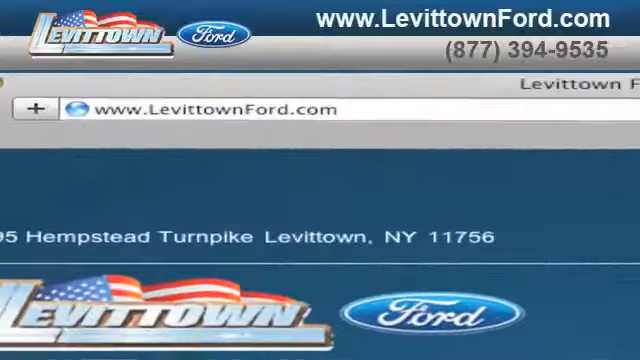 LEVITTOWN Ford www.LevittownFord.com
(877) 394-9535
Levittown F
+ www.LevittownFord.com
95 Hempstead Turnpike Levittown, NY 11756
LEVITTOWN Ford